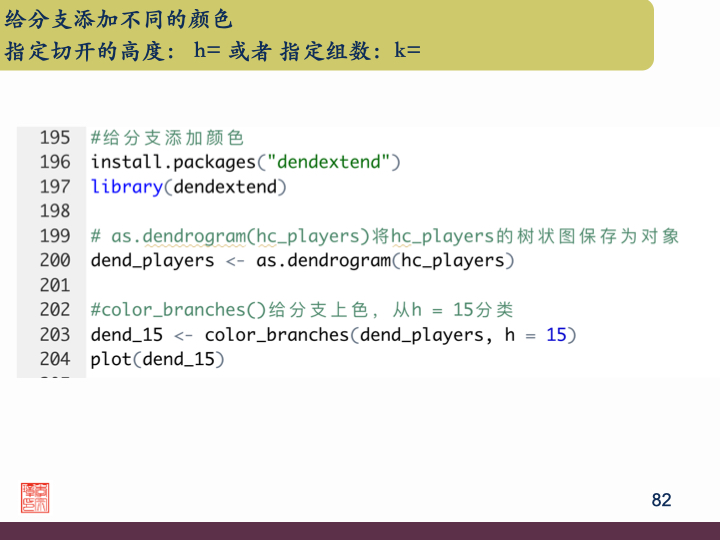 给分支添加不同的颜色
指定切开的高度： h= 或者 指定组数：k=
195 #给分支添加颜色
196 install.packages("dendextend")
197 library(dendextend)
198
199 # as.dendrogram(hc_players)将hc_players的树状图保存为对象
200 dend_players <- as.dendrogram(hc_players)
201
202 #color_branches()给分支上色，从h = 15分类
203 dend_15 <- color_branches(dend_players, h = 15)
204 plot(dend_15)
82